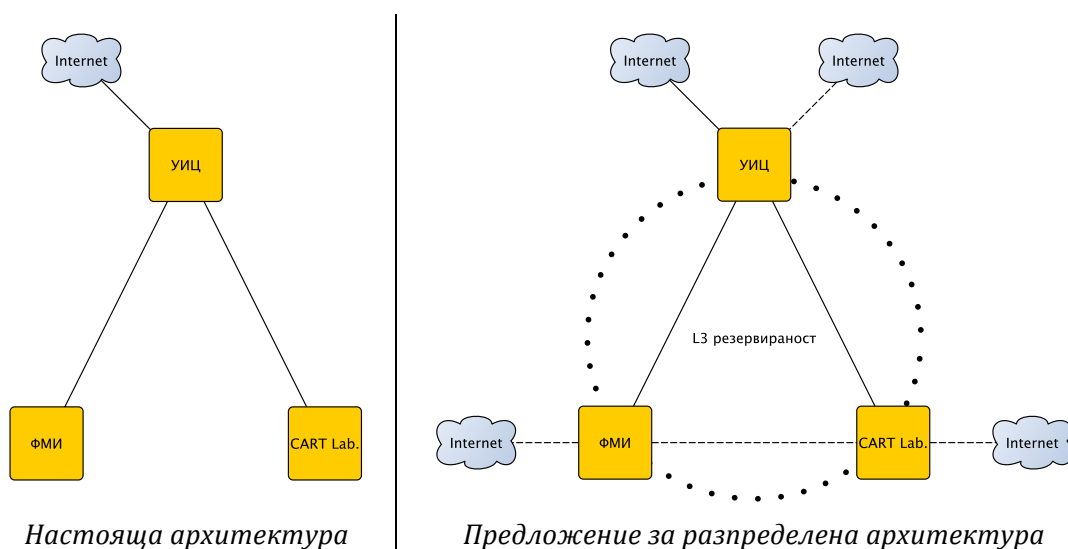 Internet
УИЦ
ФМИ
CART Lab.
Настояща архитектура
Internet
Internet
УИЦ
L3 резервираност
Internet
ФМИ
CART Lab.
Internet
Предложение за разпределена архитектура